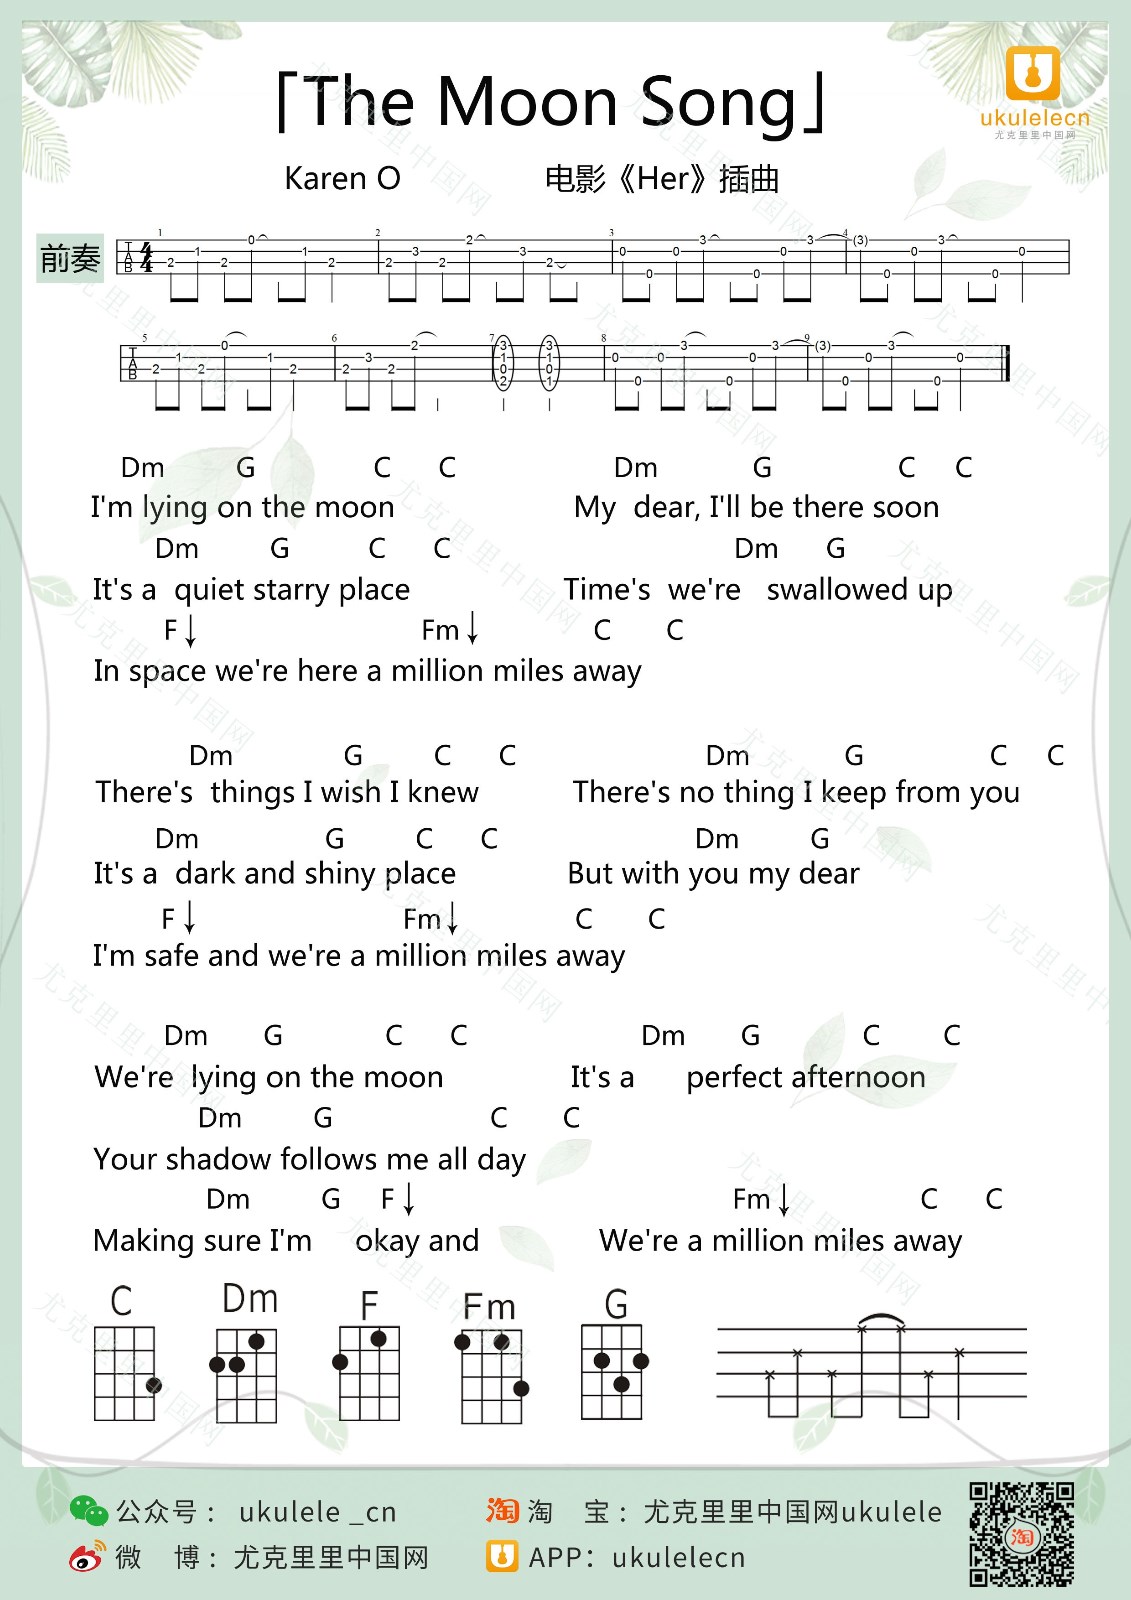 「The Moon Song」
ukulelecn
尤克里里中国网
Karen O 电影《Her》插曲
前奏
Dm G C C Dm G C C
I'm lying on the moon My dear, I'll be there soon
Dm G C C Dm G
It's a quiet starry place Time's we're swallowed up
F↓ Fm↓ C C
In space we're here a million miles away
Dm G C C Dm G C C
There's things I wish I knew There's no thing I keep from you
Dm G C C Dm G
It's a dark and shiny place But with you my dear
F↓ Fm↓ C C
I'm safe and we're a million miles away
Dm G C C Dm G C C
We're lying on the moon It's a perfect afternoon
Dm G C C
Your shadow follows me all day
Dm G F↓ Fm↓ C C
Making sure I'm okay and We're a million miles away
C Dm F Fm G
公众号： ukulele _cn 淘 淘 宝：尤克里里中国网ukulele
微 博：尤克里里中国网 APP：ukulelecn
淘